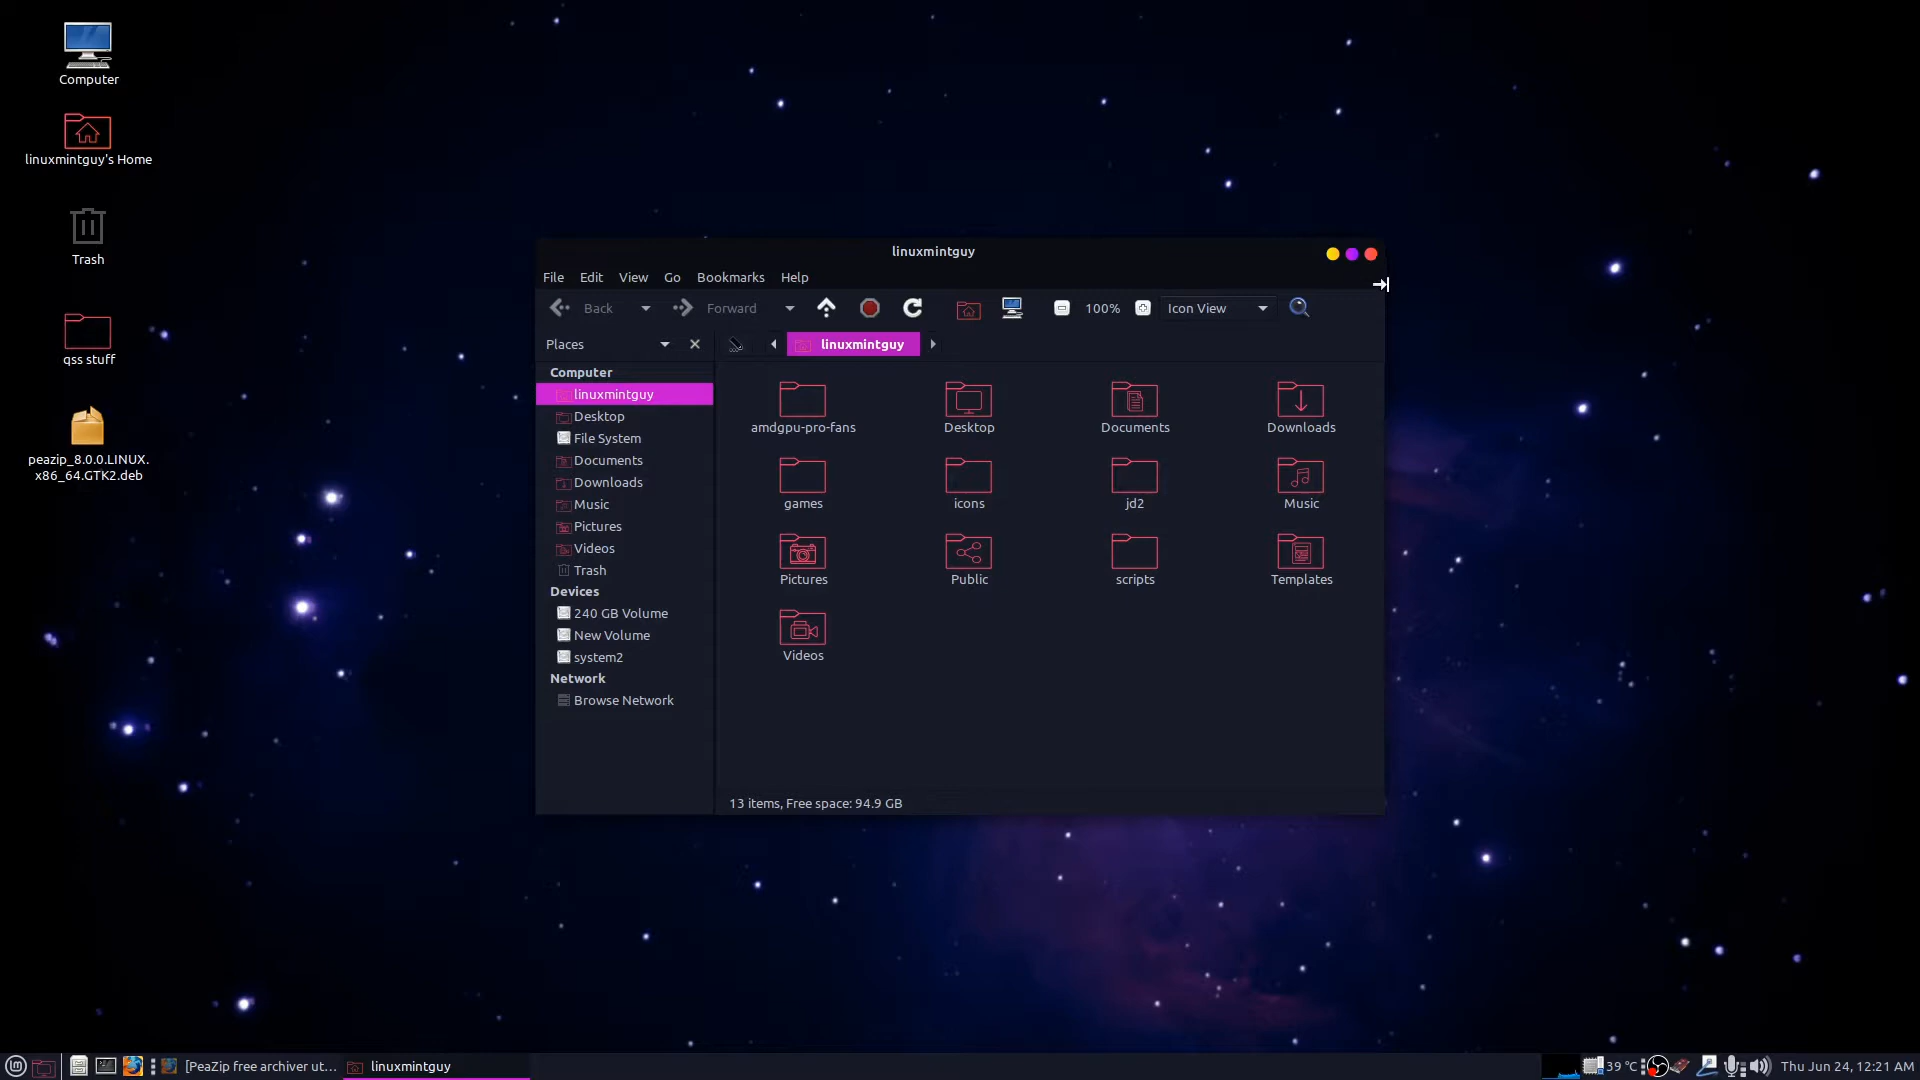 Computer
linuxmintguy's Home
Trash
qss stuff
peazip_8.0.0.LINUX.
x86_64.GTK2.deb
linuxmintguy
File Edit View Go Bookmarks Help
Back Forward 100% Icon View
Places linuxmintguy
Computer
linuxmintguy
Desktop
File System
Documents
Downloads
Music
Pictures
Videos
Trash
Devices
240 GB Volume
New Volume
system2
Network
Browse Network
amdgpu-pro-fans Desktop Documents Downloads
games icons jd2 Music
Pictures Public scripts Templates
Videos
13 items, Free space: 94.9 GB
[PeaZip free archiver ut... linuxmintguy 39 °C Thu Jun 24, 12:21 AM